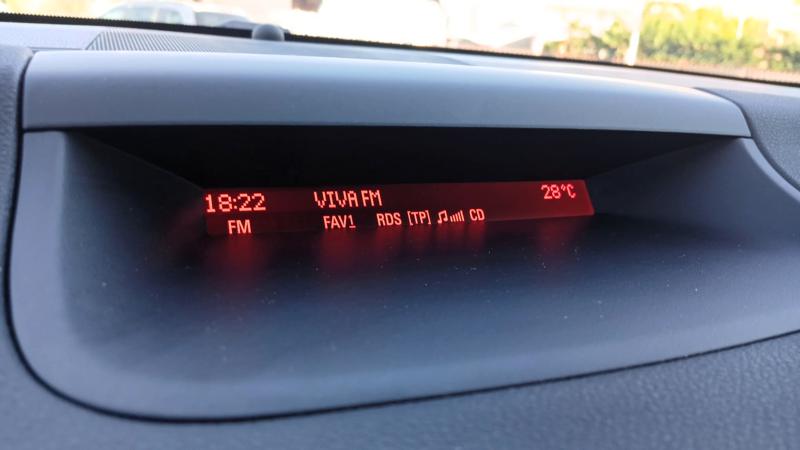 18:22 VIVA FM 28°C
FM FAV1 RDS [TP] CD